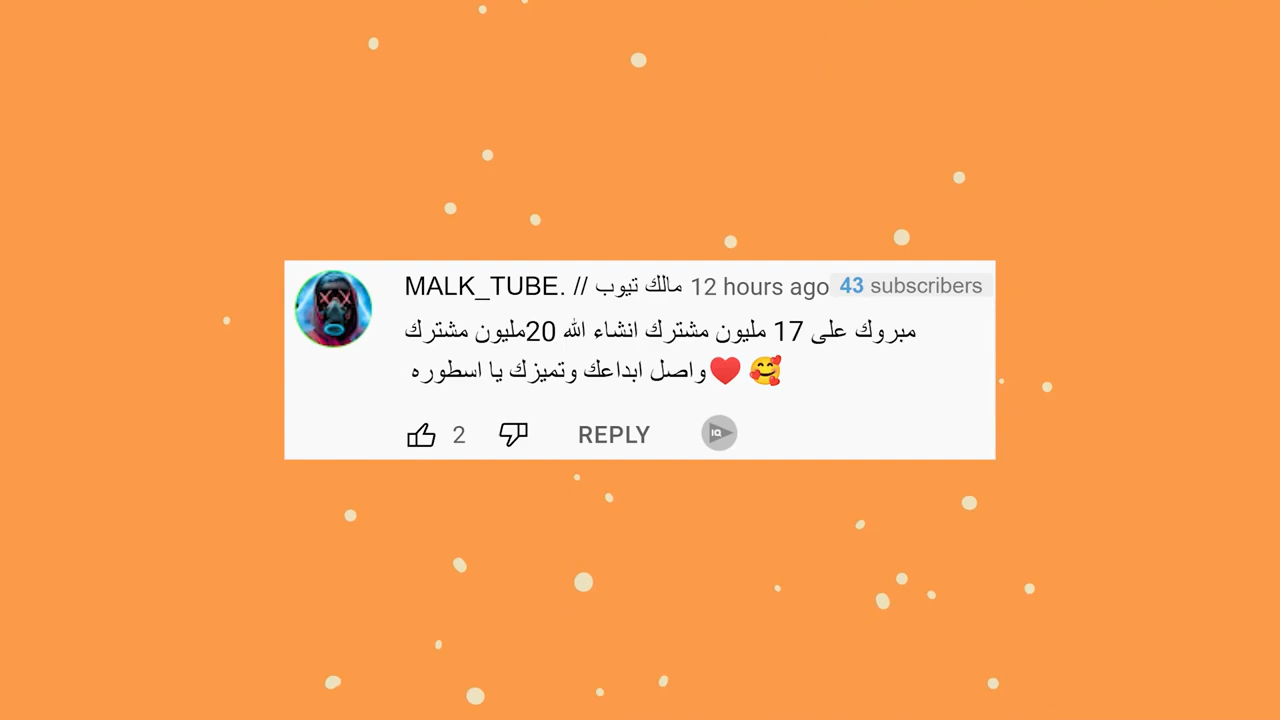 MALK_TUBE. // مالك تيوب 12 hours ago 43 subscribers
مبروك على 17 مليون مشترك انشاء الله 20مليون مشترك
واصل ابداعك وتميزك يا اسطوره ❤️🥰
2 REPLY IQ